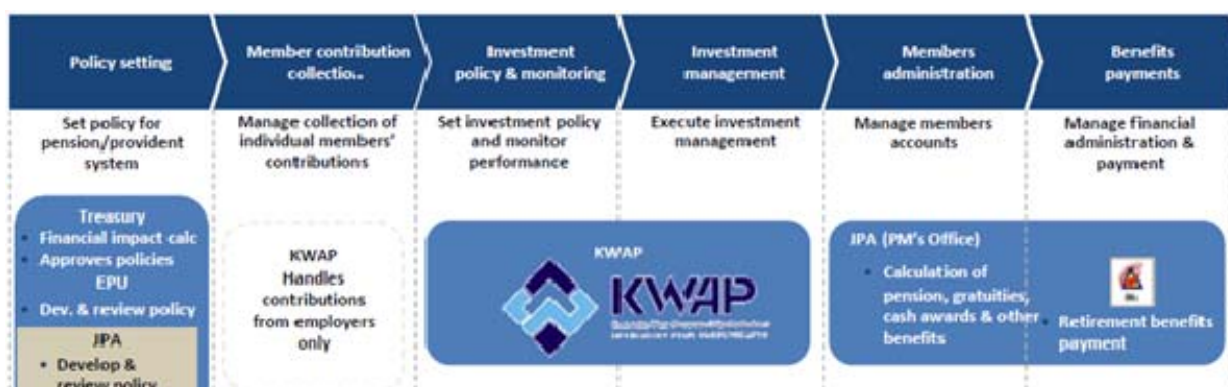 Policy setting
Member contribution
collectio...
Investment
policy & monitoring
Investment
management
Members
administration
Benefits
payments
Set policy for
pension/provident
system
Manage collection of
individual members'
contributions
Set investment policy
and monitor
performance
Execute investment
management
Manage members
accounts
Manage financial
administration &
payment
Treasury
• Financial impact calc
• Approves policies
EPU
• Dev. & review policy
JPA
• Develop &
review policy
KWAP
Handles
contributions
from employers
only
KWAP
KWAP
JPA (PM's Office)
• Calculation of
pension, gratuities,
cash awards & other
benefits
• Retirement benefits
payment